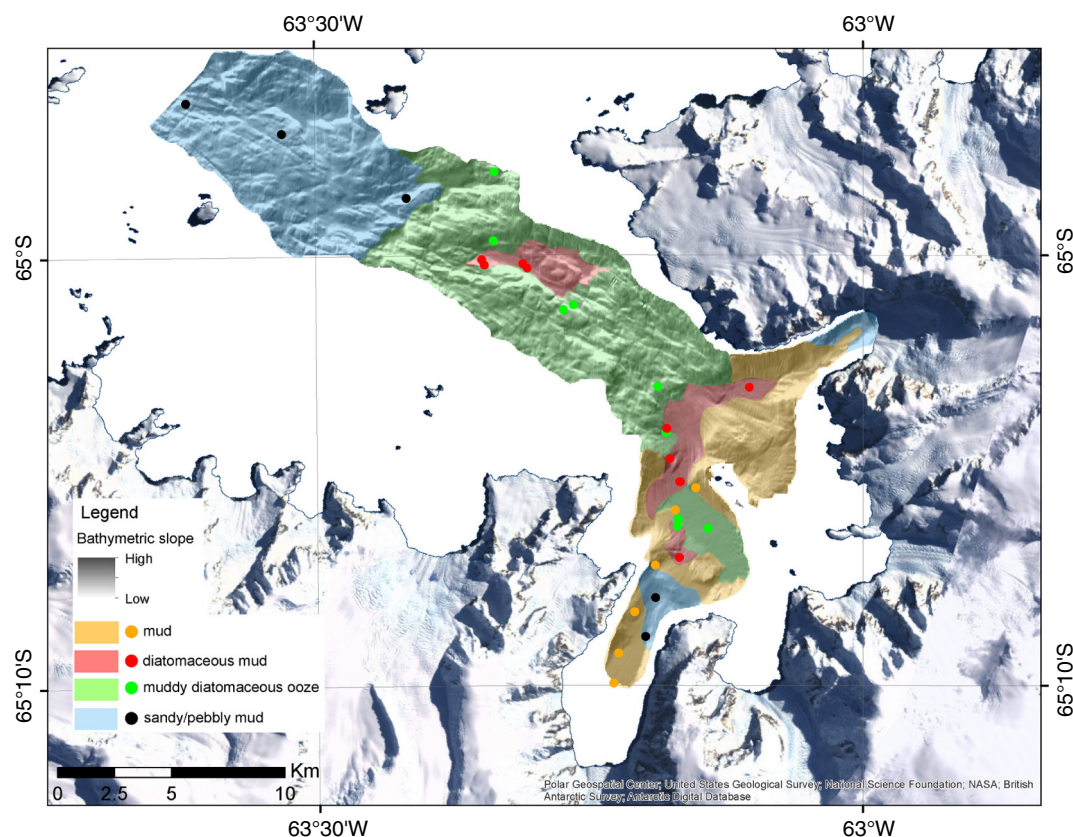 63°30'W 63°W
65°S 65°S
Legend
Bathymetric slope
High
Low
mud
diatomaceous mud
muddy diatomaceous ooze
sandy/pebbly mud
65°10'S 65°10'S
Km
0 2.5 5 10
Polar Geospatial Center; United States Geological Survey; National Science Foundation; NASA; British
Antarctic Survey; Antarctic Digital Database
63°30'W 63°W